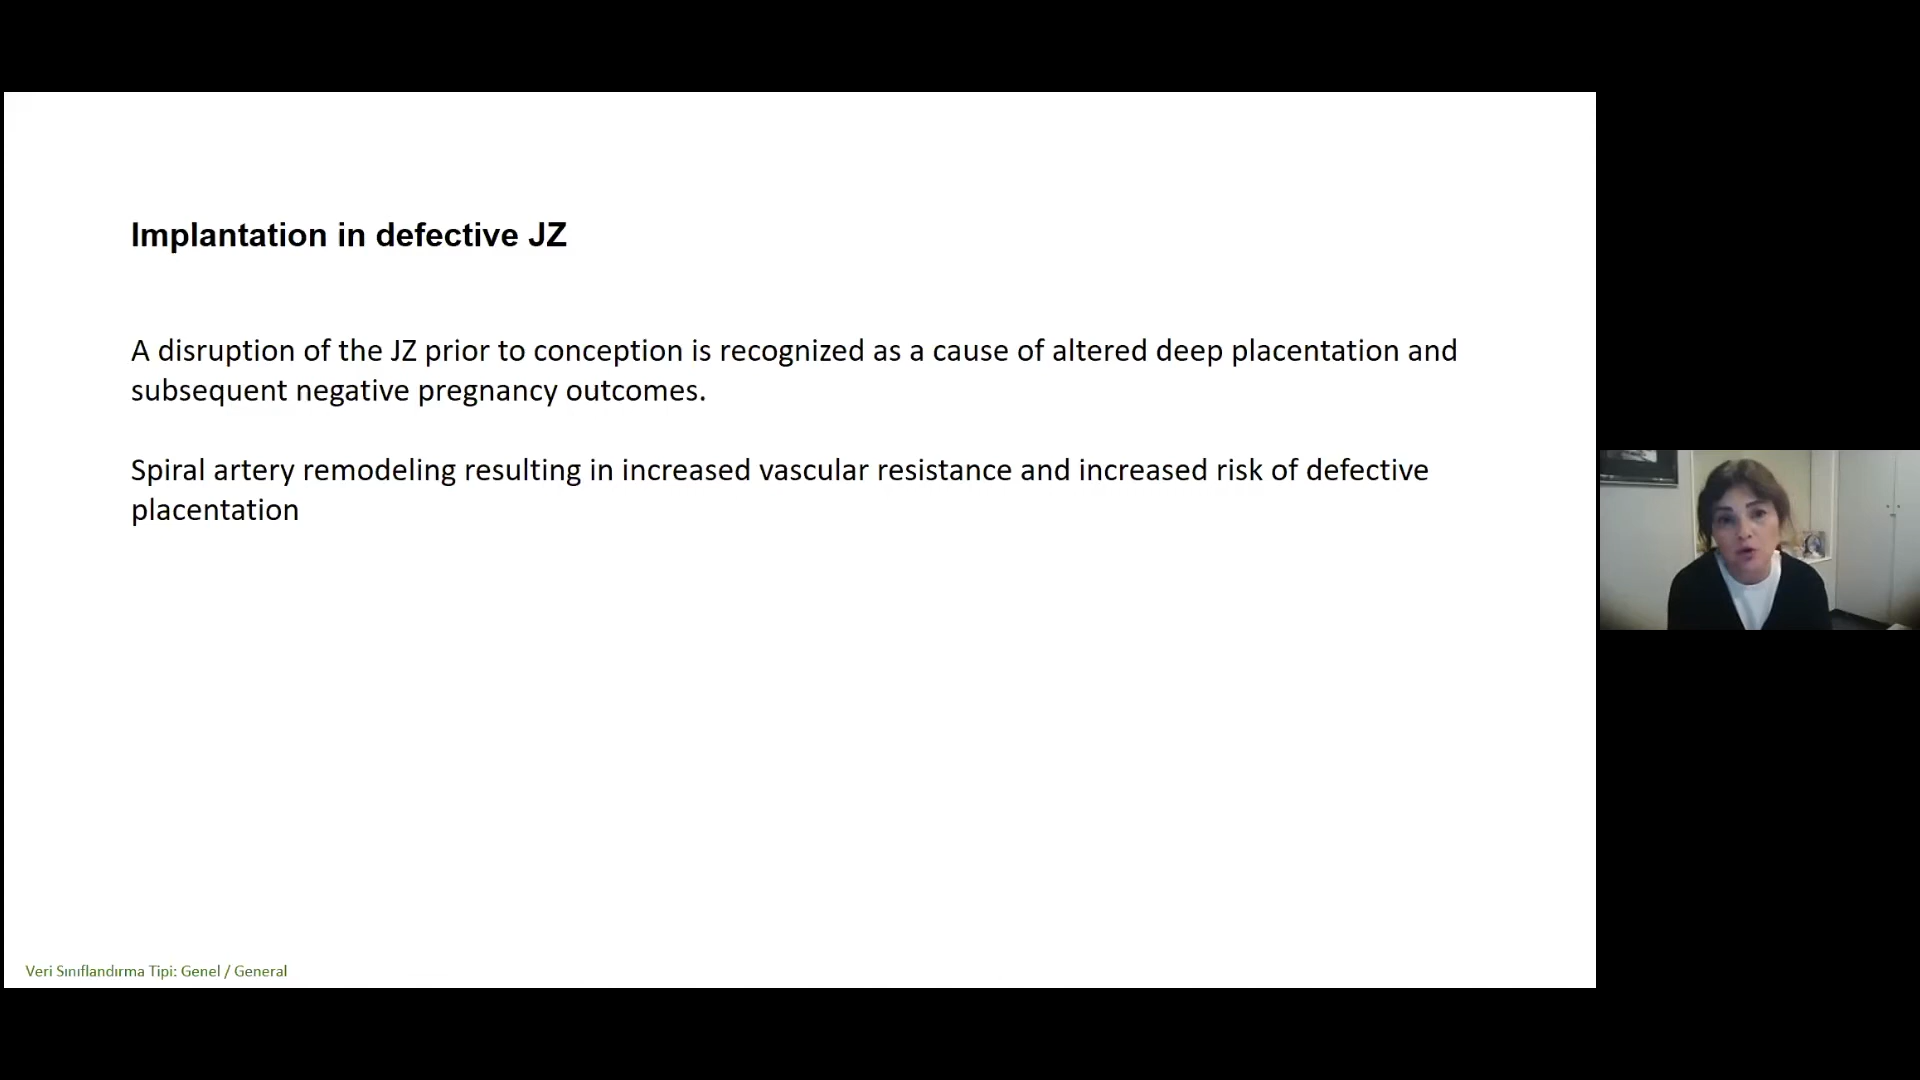 Implantation in defective JZ
A disruption of the JZ prior to conception is recognized as a cause of altered deep placentation and
subsequent negative pregnancy outcomes.
Spiral artery remodeling resulting in increased vascular resistance and increased risk of defective
placentation
Veri Sınıflandırma Tipi: Genel / General